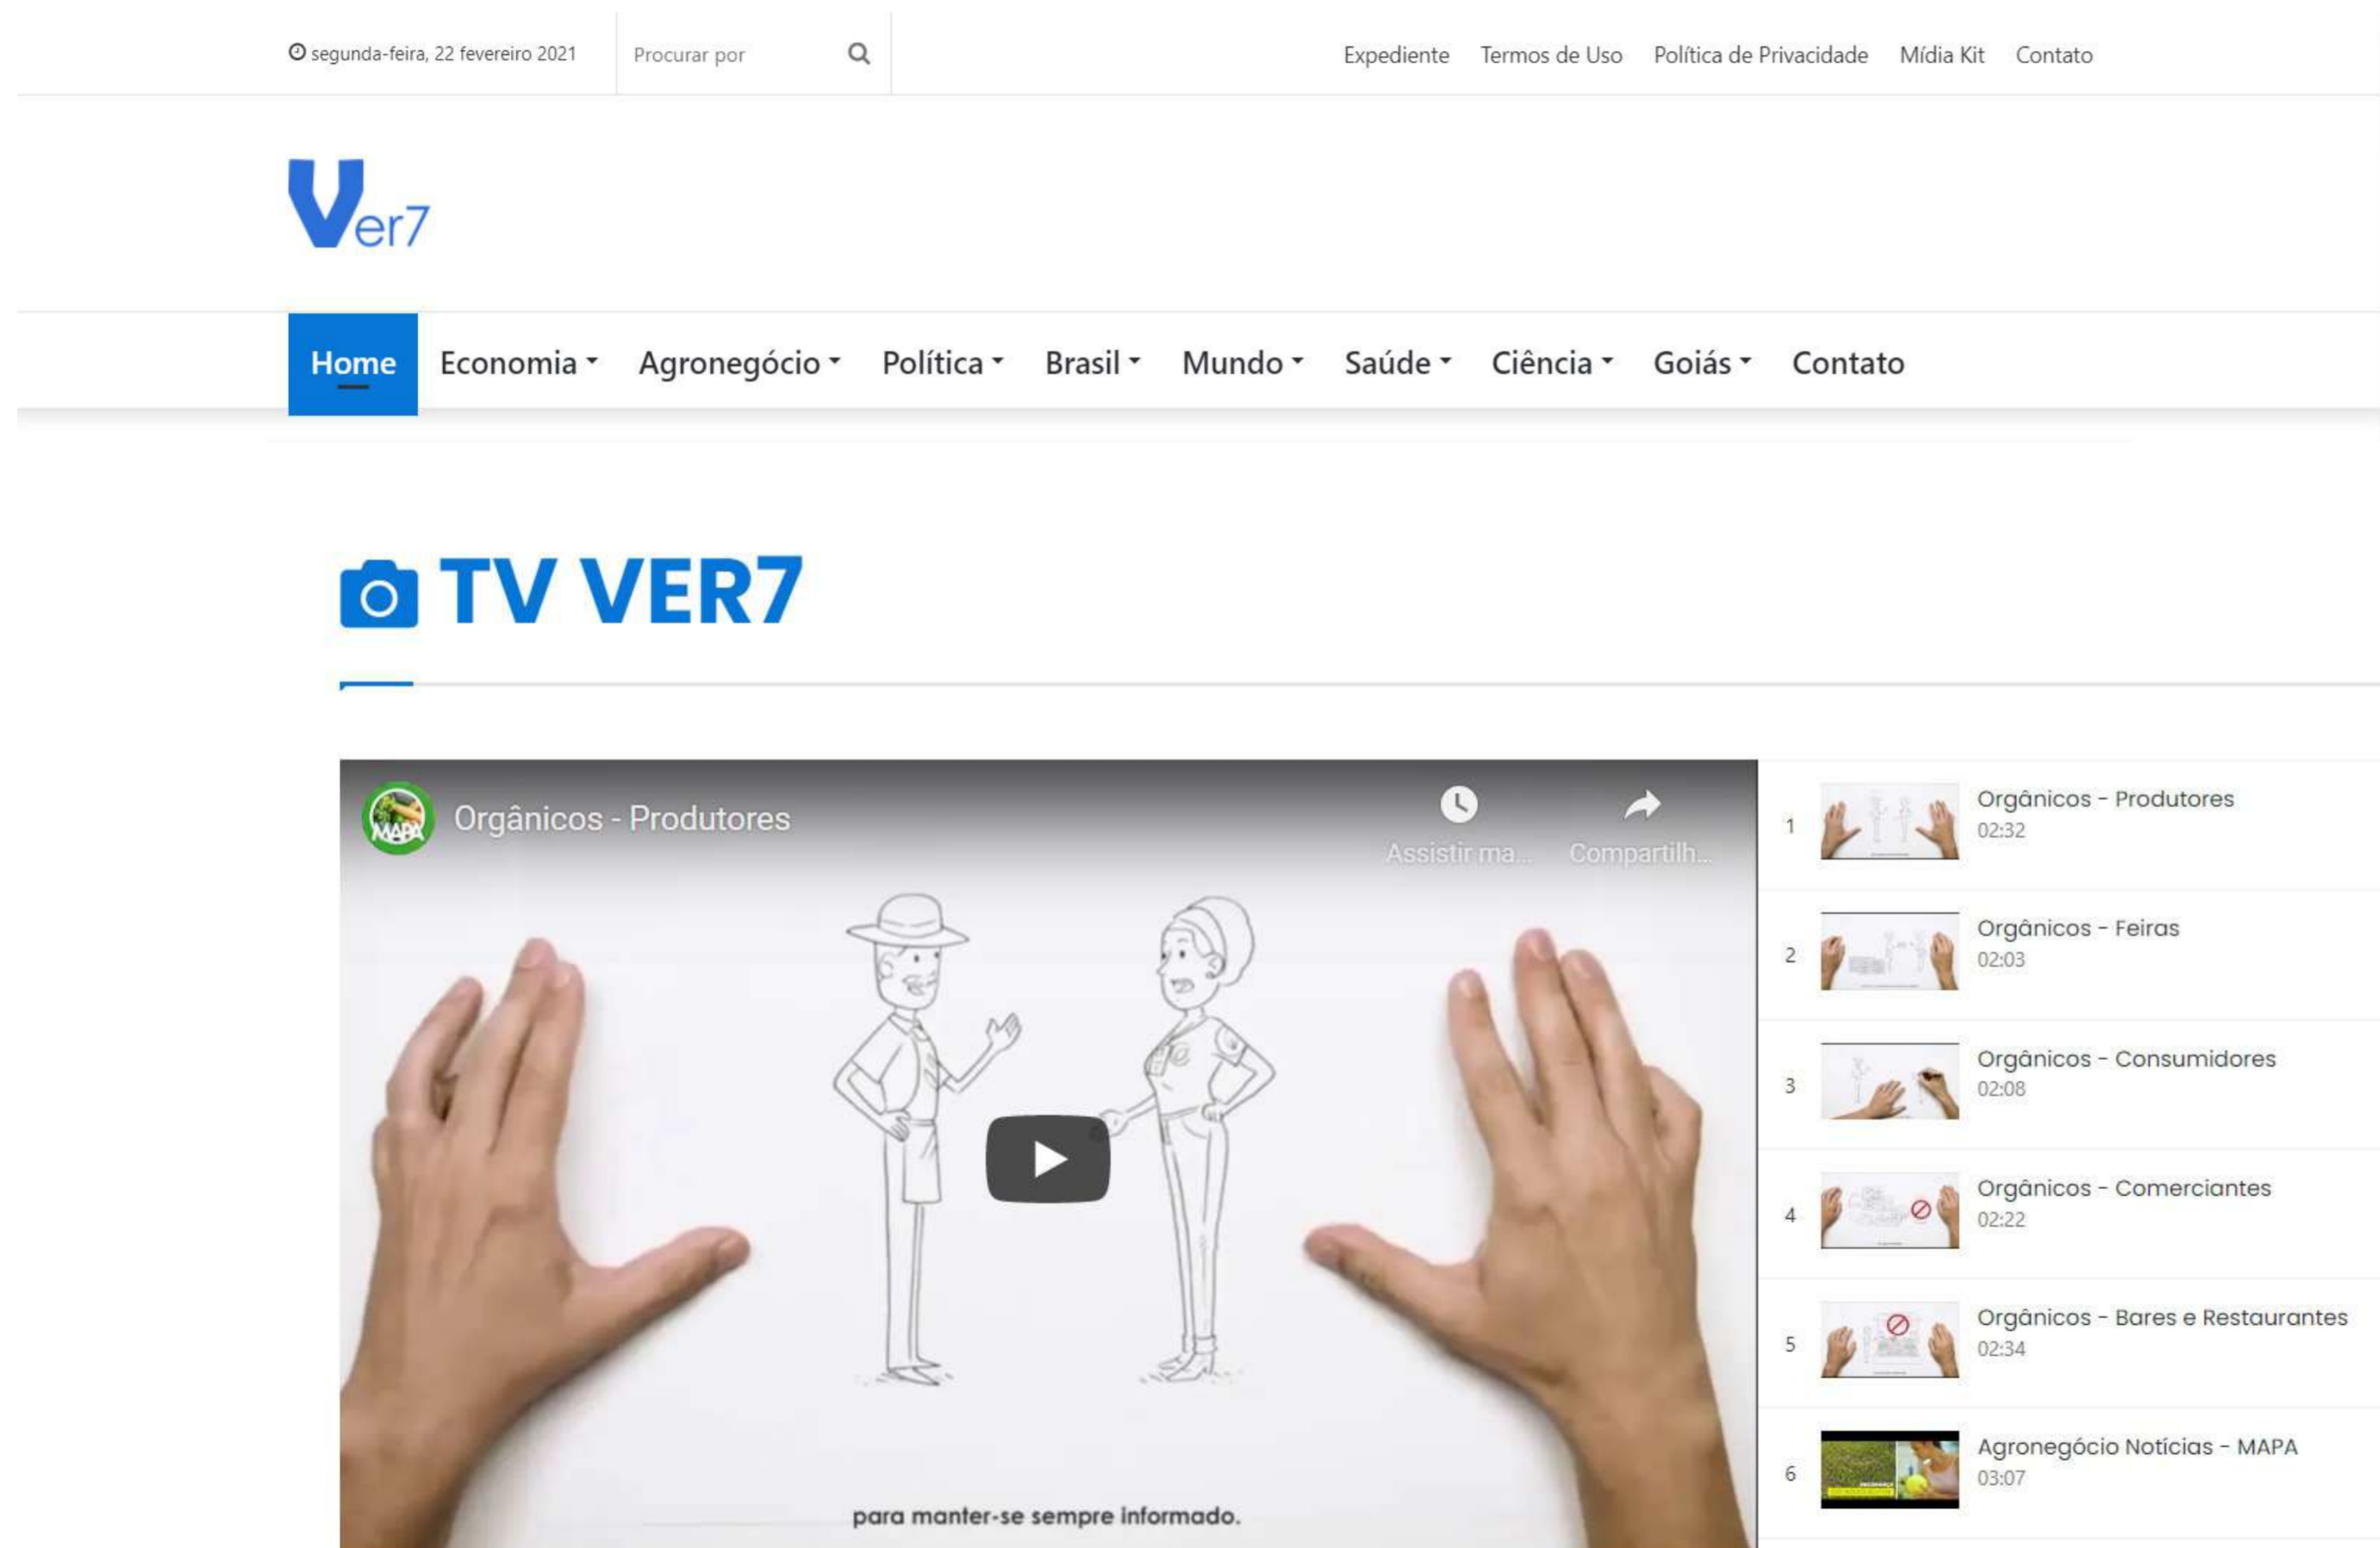 segunda-feira, 22 fevereiro 2021
Procurar por
Expediente Termos de Uso Política de Privacidade Mídia Kit Contato
Ver7
Home Economia Agronegócio Política Brasil Mundo Saúde Ciência Goiás Contato
TV VER7
MAPA
Orgânicos - Produtores
Assistir ma...
Compartilh...
para manter-se sempre informado.
1
Orgânicos - Produtores
02:32
2
Orgânicos - Feiras
02:03
3
Orgânicos - Consumidores
02:08
4
Orgânicos - Comerciantes
02:22
5
Orgânicos - Bares e Restaurantes
02:34
6
Agronegócio Notícias - MAPA
03:07